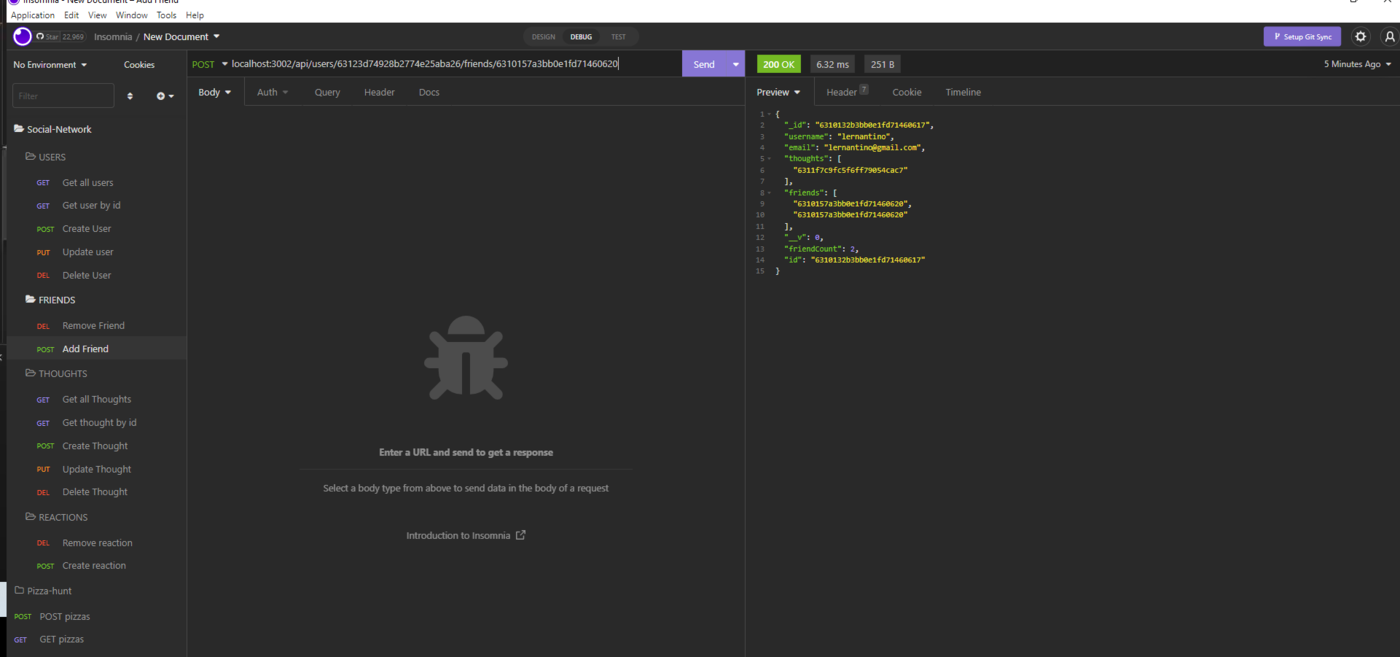 Insomnia - New Document – Add Friend
Application Edit View Window Tools Help
Star 22,969 Insomnia / New Document DESIGN DEBUG TEST Setup Git Sync
No Environment Cookies
Filter
Social-Network
USERS
GET Get all users
GET Get user by id
POST Create User
PUT Update user
DEL Delete User
FRIENDS
DEL Remove Friend
POST Add Friend
THOUGHTS
GET Get all Thoughts
GET Get thought by id
POST Create Thought
PUT Update Thought
DEL Delete Thought
REACTIONS
DEL Remove reaction
POST Create reaction
Pizza-hunt
POST POST pizzas
GET GET pizzas
POST localhost:3002/api/users/63123d74928b2774e25aba26/friends/6310157a3bb0e1fd71460620 Send
Body Auth Query Header Docs
Enter a URL and send to get a response
Select a body type from above to send data in the body of a request
Introduction to Insomnia
200 OK 6.32 ms 251 B 5 Minutes Ago
Preview Header 7 Cookie Timeline
1 {
2 "_id": "6310132b3bb0e1fd71460617",
3 "username": "lernantino",
4 "email": "lernantino@gmail.com",
5 "thoughts": [
6 "6311f7c9fc5f6ff79054cac7"
7 ],
8 "friends": [
9 "6310157a3bb0e1fd71460620",
10 "6310157a3bb0e1fd71460620"
11 ],
12 "__v": 0,
13 "friendCount": 2,
14 "id": "6310132b3bb0e1fd71460617"
15 }